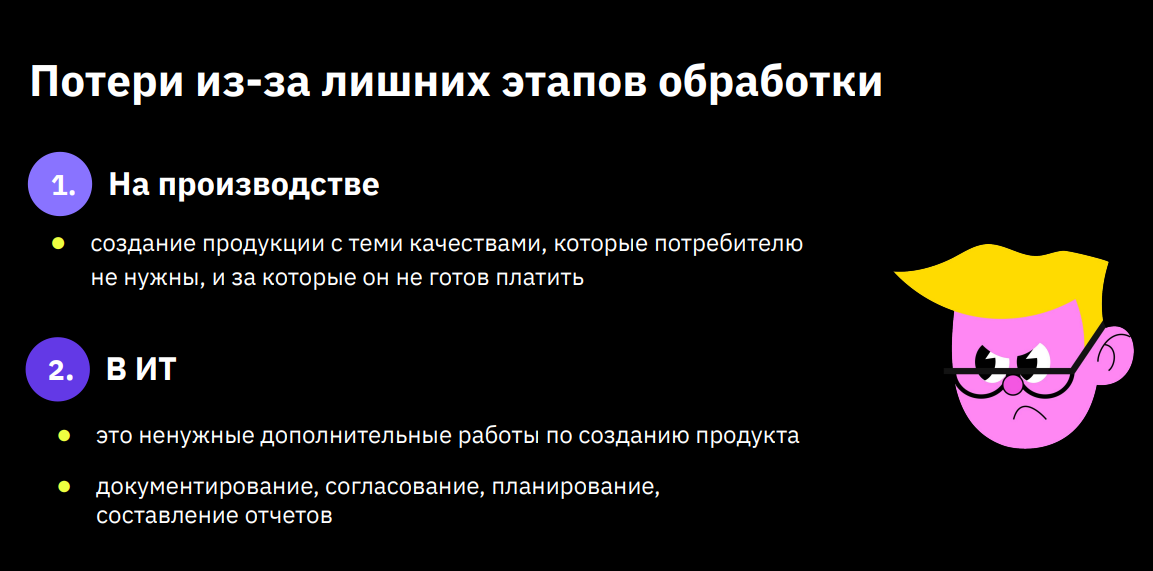 Потери из-за лишних этапов обработки
1. На производстве
создание продукции с теми качествами, которые потребителю
не нужны, и за которые он не готов платить
2. В ИТ
это ненужные дополнительные работы по созданию продукта
документирование, согласование, планирование,
составление отчетов